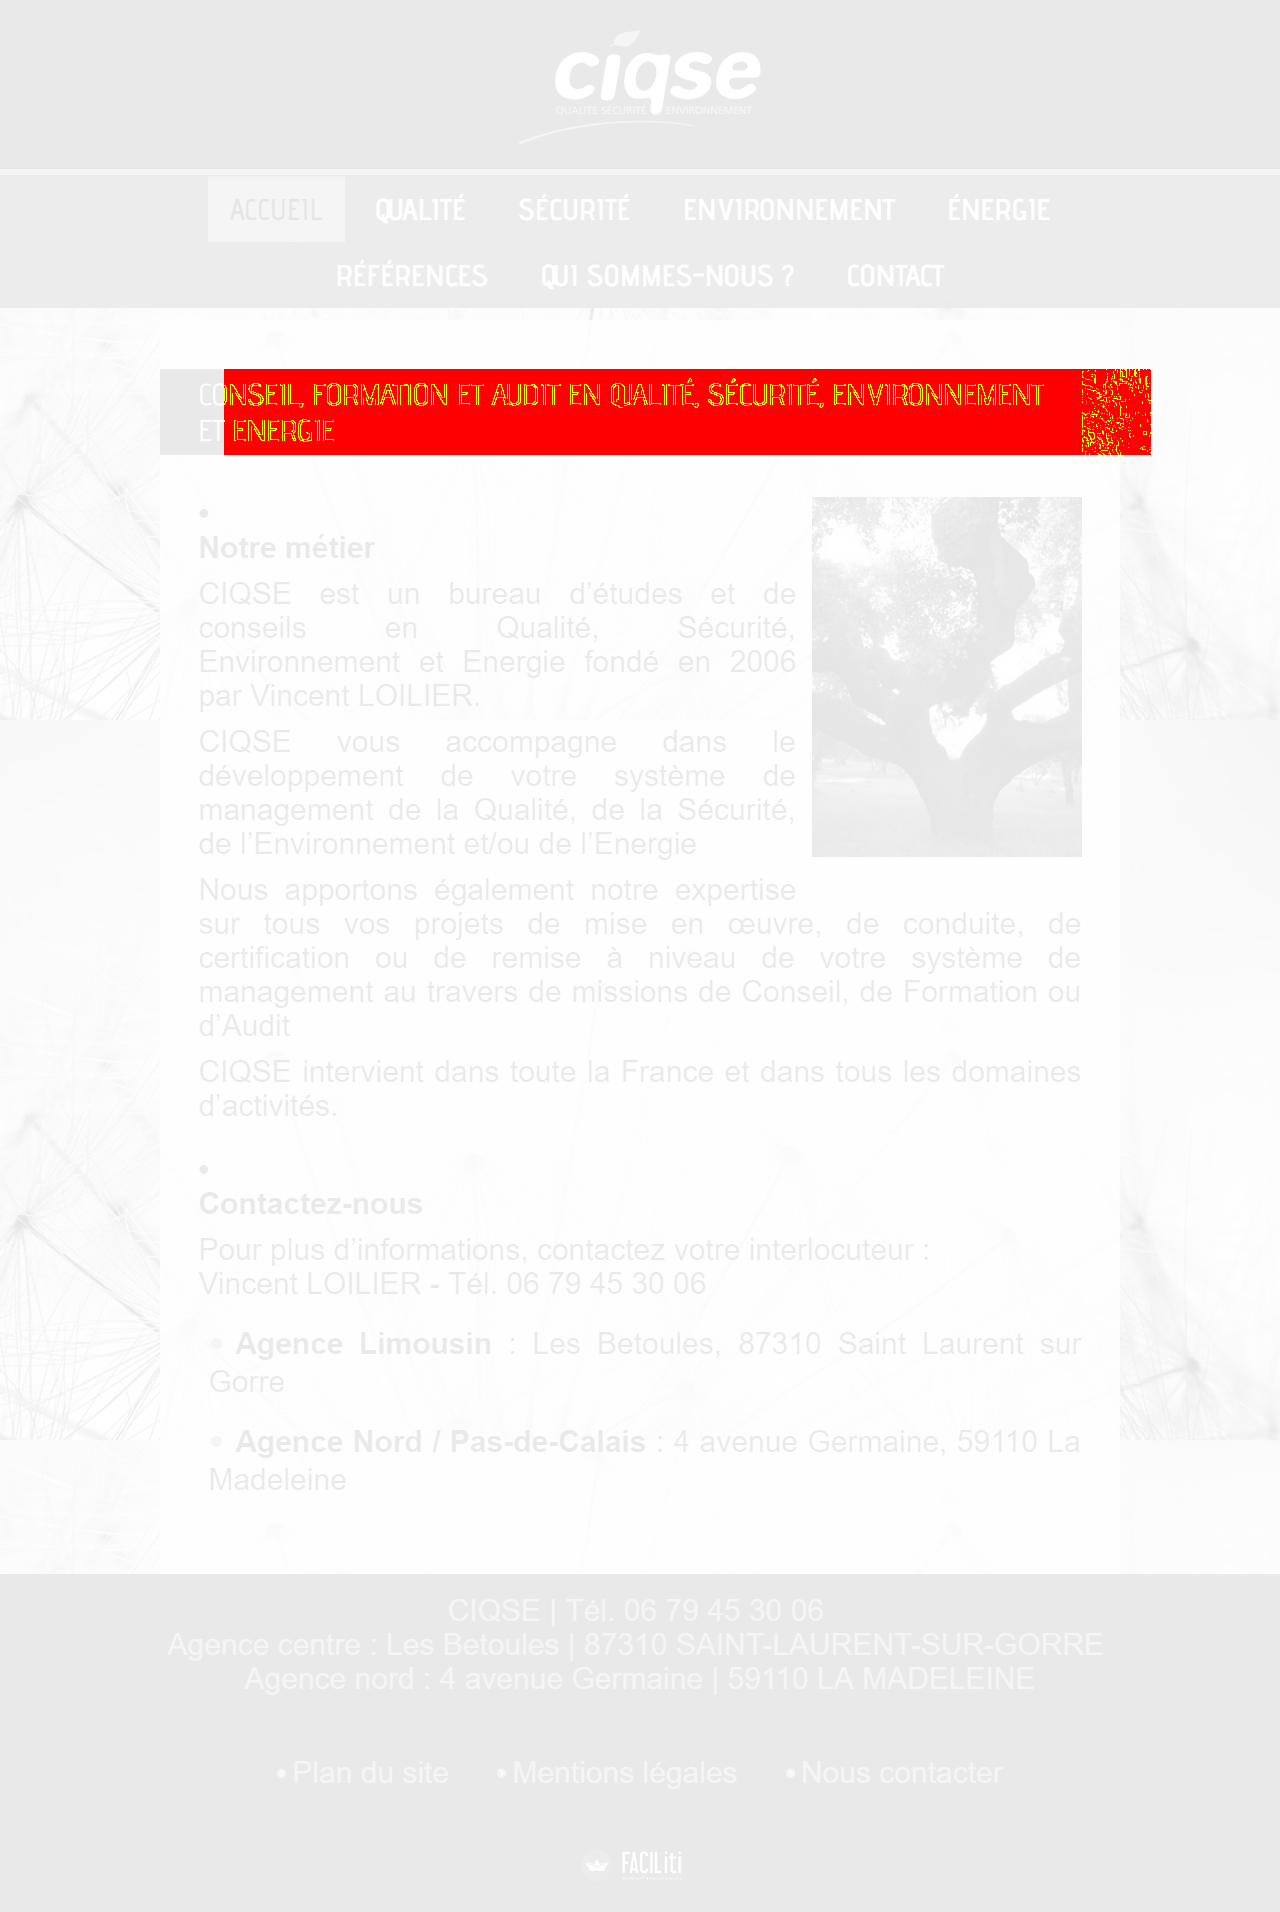 ciqse
QUALITÉ SÉCURITÉ ENVIRONNEMENT
ACCUEIL QUALITÉ SÉCURITÉ ENVIRONNEMENT ÉNERGIE
RÉFÉRENCES QUI SOMMES-NOUS ? CONTACT
CONSEIL, FORMATION ET AUDIT EN QUALITÉ, SÉCURITÉ, ENVIRONNEMENT
ET ENERGIE
Notre métier
CIQSE est un bureau d’études et de
conseils en Qualité, Sécurité,
Environnement et Energie fondé en 2006
par Vincent LOILIER.
CIQSE vous accompagne dans le
développement de votre système de
management de la Qualité, de la Sécurité,
de l’Environnement et/ou de l’Energie
Nous apportons également notre expertise
sur tous vos projets de mise en œuvre, de conduite, de
certification ou de remise à niveau de votre système de
management au travers de missions de Conseil, de Formation ou
d’Audit
CIQSE intervient dans toute la France et dans tous les domaines
d’activités.
Contactez-nous
Pour plus d’informations, contactez votre interlocuteur :
Vincent LOILIER - Tél. 06 79 45 30 06
Agence Limousin : Les Betoules, 87310 Saint Laurent sur
Gorre
Agence Nord / Pas-de-Calais : 4 avenue Germaine, 59110 La
Madeleine
CIQSE | Tél. 06 79 45 30 06
Agence centre : Les Betoules | 87310 SAINT-LAURENT-SUR-GORRE
Agence nord : 4 avenue Germaine | 59110 LA MADELEINE
Plan du site • Mentions légales • Nous contacter
FACILiti